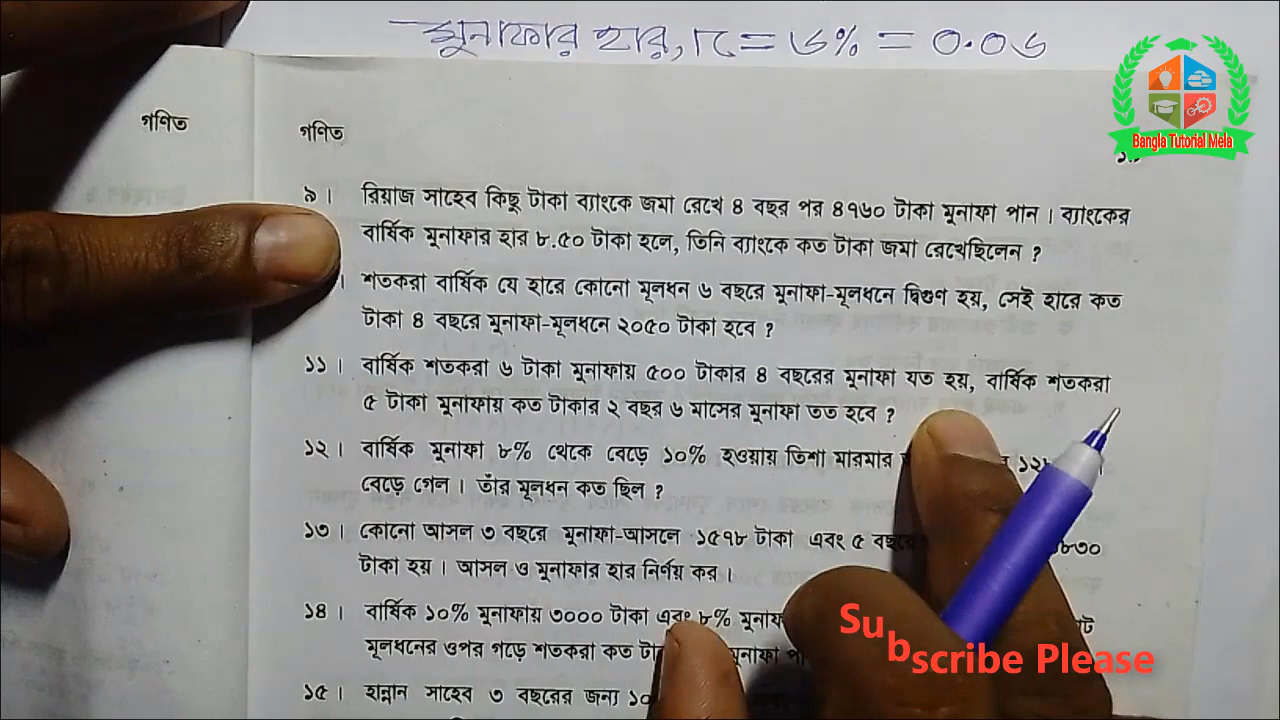 মুনাফার হার, r = ৬% = ০.০৬
গণিত
গণিত
Bangla Tutorial Mela
৯। রিয়াজ সাহেব কিছু টাকা ব্যাংকে জমা রেখে ৪ বছর পর ৪৭৬০ টাকা মুনাফা পান। ব্যাংকের
বার্ষিক মুনাফার হার ৮.৫০ টাকা হলে, তিনি ব্যাংকে কত টাকা জমা রেখেছিলেন ?
। শতকরা বার্ষিক যে হারে কোনো মূলধন ৬ বছরে মুনাফা-মূলধনে দ্বিগুণ হয়, সেই হারে কত
টাকা ৪ বছরে মুনাফা-মূলধনে ২০৫০ টাকা হবে ?
১১। বার্ষিক শতকরা ৬ টাকা মুনাফায় ৫০০ টাকার ৪ বছরের মুনাফা যত হয়, বার্ষিক শতকরা
৫ টাকা মুনাফায় কত টাকার ২ বছর ৬ মাসের মুনাফা তত হবে ?
১২। বার্ষিক মুনাফা ৮% থেকে বেড়ে ১০% হওয়ায় তিশা মারমার
বেড়ে গেল। তাঁর মূলধন কত ছিল ?
১৩। কোনো আসল ৩ বছরে মুনাফা-আসলে ১৫৭৮ টাকা এবং ৫
টাকা হয়। আসল ও মুনাফার হার নির্ণয় কর।
১৪। বার্ষিক ১০% মুনাফায় ৩০০০ টাকা এবং ৮%
মূলধনের ওপর গড়ে শতকরা কত
১৫। হান্নান সাহেব ৩ বছরের জন্য
Subscribe Please